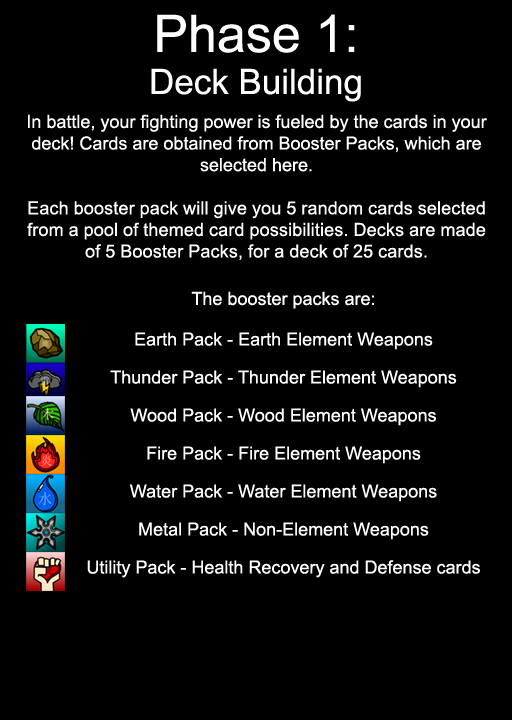 Phase 1:
Deck Building
In battle, your fighting power is fueled by the cards in your
deck! Cards are obtained from Booster Packs, which are
selected here.
Each booster pack will give you 5 random cards selected
from a pool of themed card possibilities. Decks are made
of 5 Booster Packs, for a deck of 25 cards.
The booster packs are:
Earth Pack - Earth Element Weapons
Thunder Pack - Thunder Element Weapons
木
Wood Pack - Wood Element Weapons
炎
Fire Pack - Fire Element Weapons
水
Water Pack - Water Element Weapons
Metal Pack - Non-Element Weapons
Utility Pack - Health Recovery and Defense cards